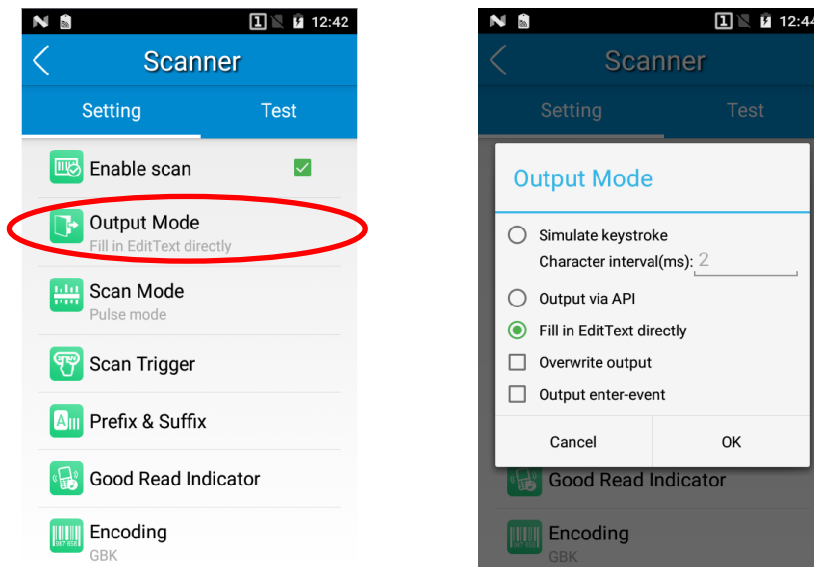 1 12:42
Scanner
Setting Test
Enable scan
Output Mode
Fill in EditText directly
Scan Mode
Pulse mode
Scan Trigger
Prefix & Suffix
Good Read Indicator
Encoding
GBK
1 12:44
Scanner
Setting Test
Output Mode
Simulate keystroke
Character interval(ms): 2
Output via API
Fill in EditText directly
Overwrite output
Output enter-event
Cancel OK
Good Read Indicator
Encoding
GBK